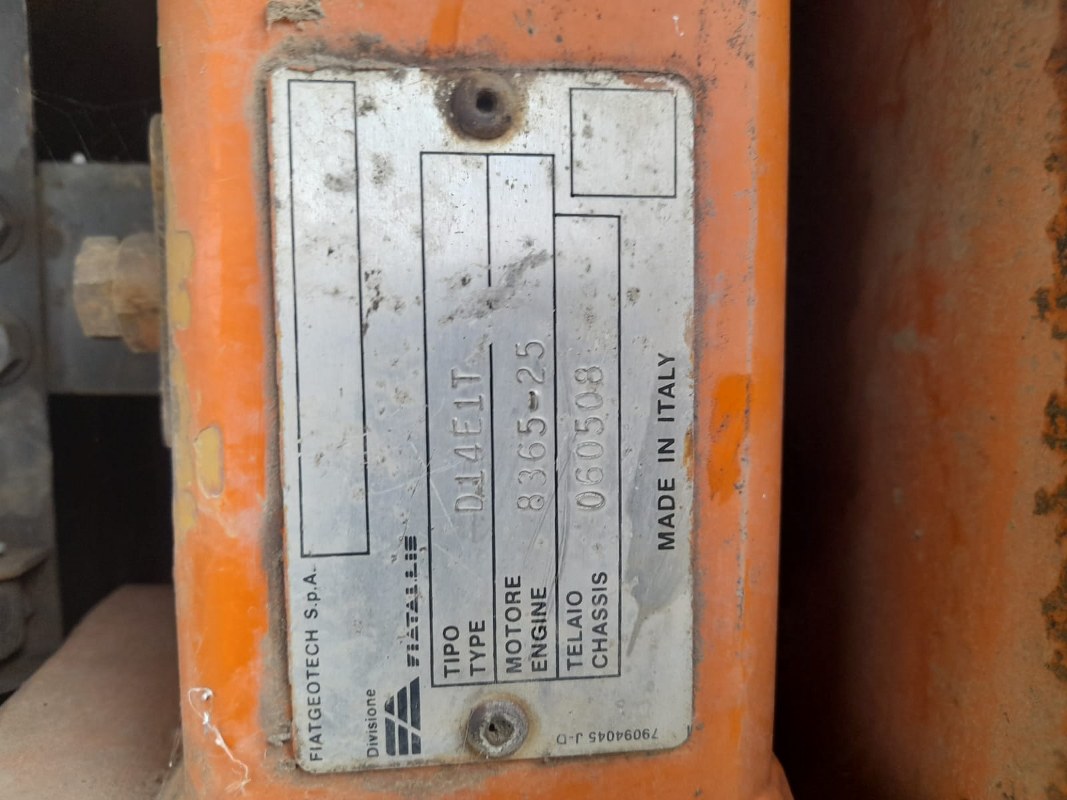 FIATGEOTECH S.p.A.
Divisione
FIATALLIS
TIPO
TYPE
D14E1T
MOTORE
ENGINE
8365-25
TELAIO
CHASSIS
060508
MADE IN ITALY
79094045 J-D